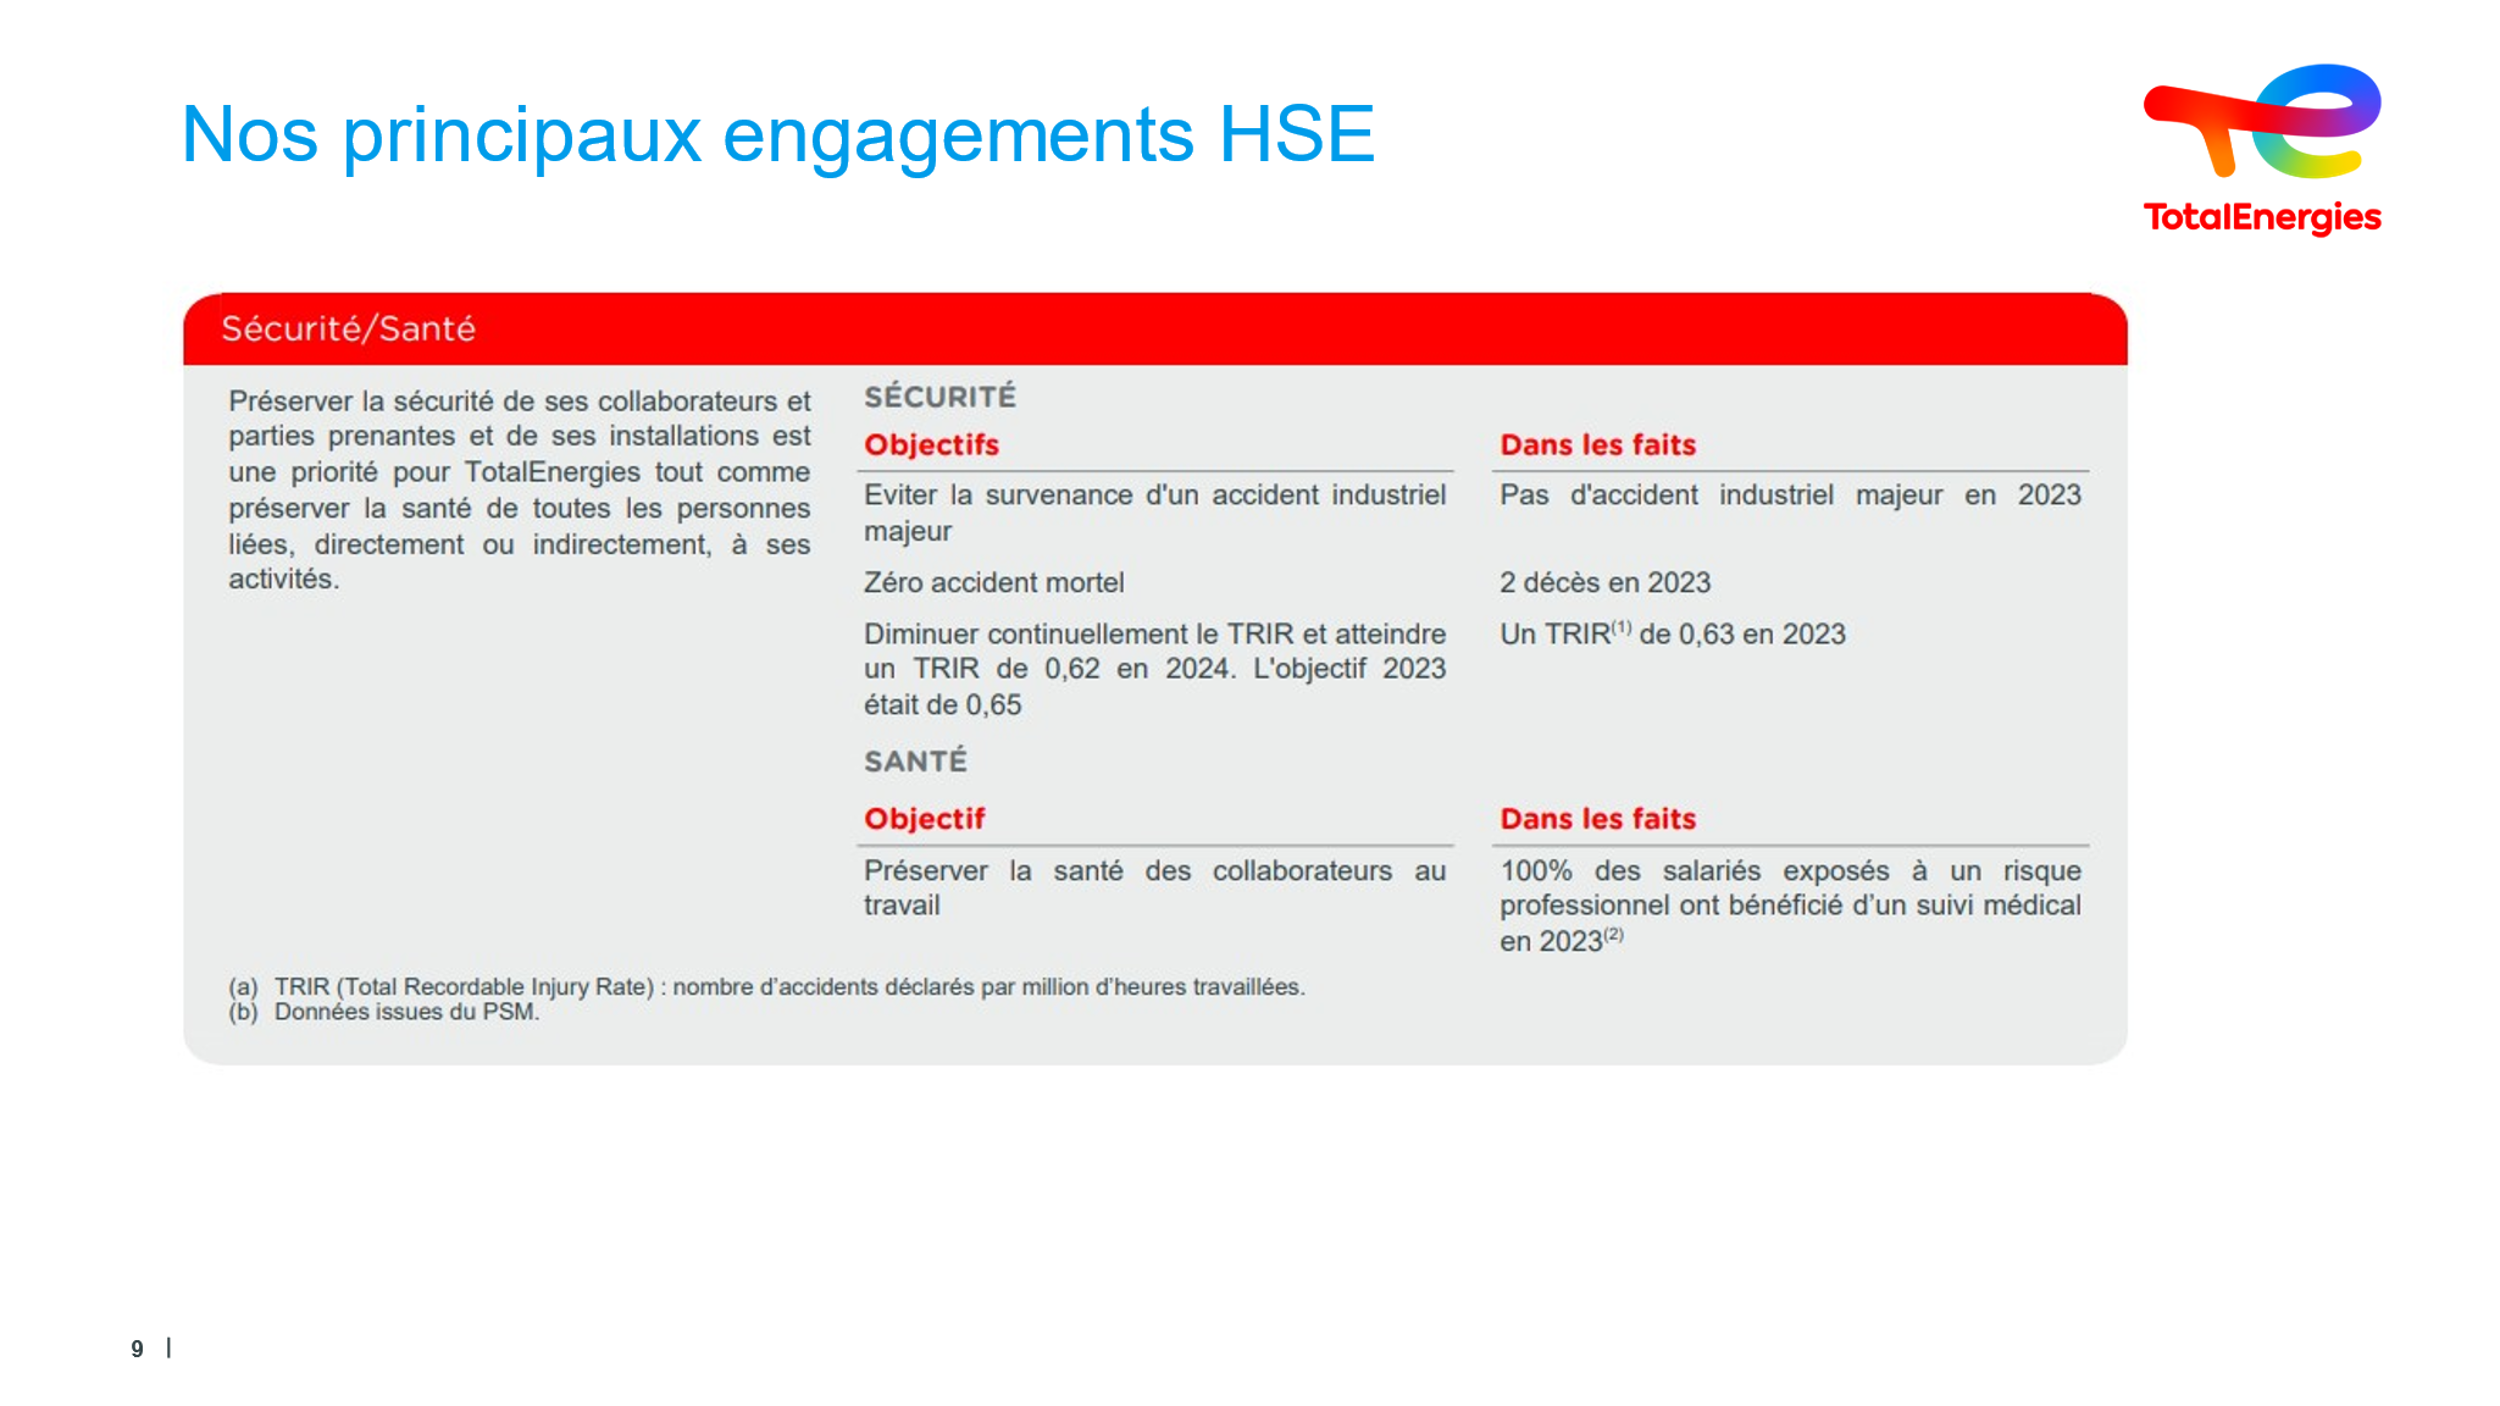 Nos principaux engagements HSE
TotalEnergies
Sécurité/Santé
Préserver la sécurité de ses collaborateurs et
parties prenantes et de ses installations est
une priorité pour TotalEnergies tout comme
préserver la santé de toutes les personnes
liées, directement ou indirectement, à ses
activités.
SÉCURITÉ
Objectifs
Dans les faits
Eviter la survenance d'un accident industriel
majeur
Pas d'accident industriel majeur en 2023
Zéro accident mortel
2 décès en 2023
Diminuer continuellement le TRIR et atteindre
un TRIR de 0,62 en 2024. L'objectif 2023
était de 0,65
Un TRIR(1) de 0,63 en 2023
SANTÉ
Objectif
Dans les faits
Préserver la santé des collaborateurs au
travail
100% des salariés exposés à un risque
professionnel ont bénéficié d’un suivi médical
en 2023(2)
(a) TRIR (Total Recordable Injury Rate) : nombre d’accidents déclarés par million d’heures travaillées.
(b) Données issues du PSM.
9 |